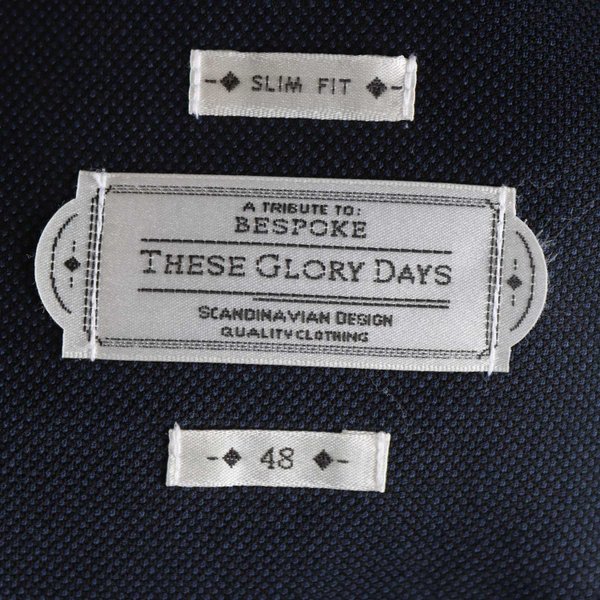 SLIM FIT
A TRIBUTE TO:
BESPOKE
THESE GLORY DAYS
SCANDINAVIAN DESIGN
QUALITY CLOTHING
48